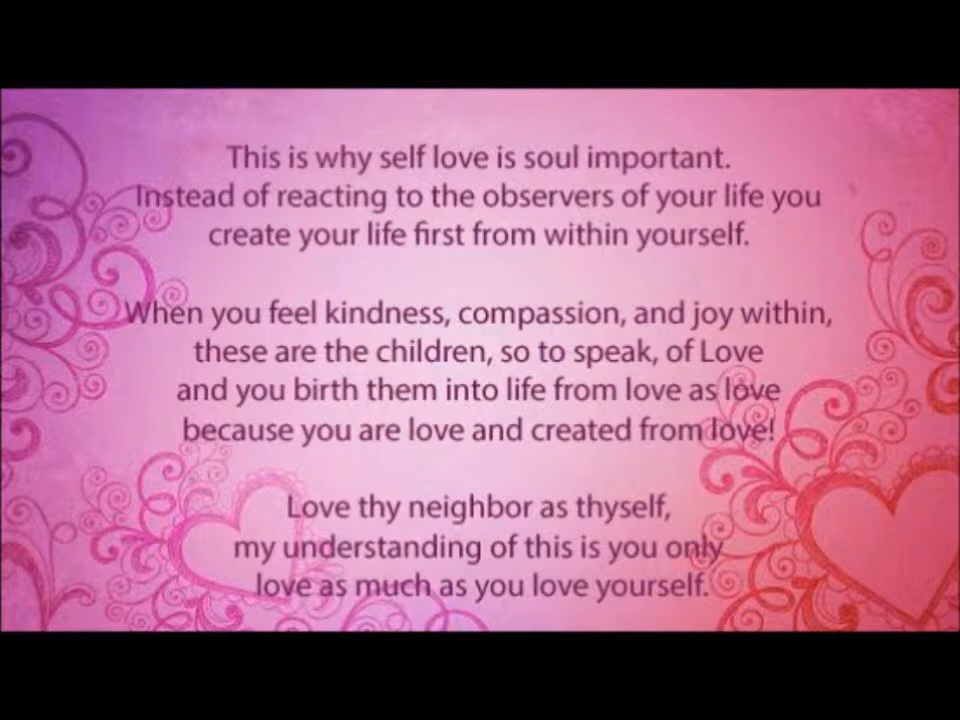 This is why self love is soul important.
Instead of reacting to the observers of your life you
create your life first from within yourself.
When you feel kindness, compassion, and joy within,
these are the children, so to speak, of Love
and you birth them into life from love as love
because you are love and created from love!
Love thy neighbor as thyself,
my understanding of this is you only
love as much as you love yourself.